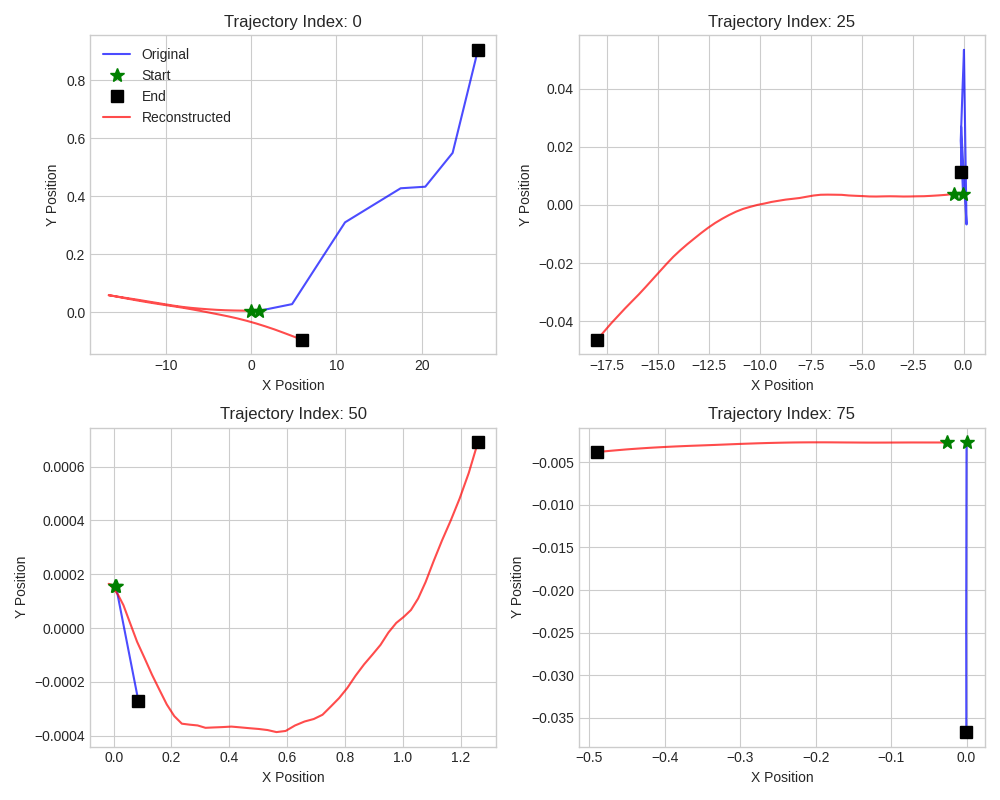 Trajectory Index: 0
Original
Start
End
Reconstructed
0.8
0.6
0.4
0.2
0.0
Y Position
−10 0 10 20
X Position
Trajectory Index: 25
0.04
0.02
0.00
−0.02
−0.04
Y Position
−17.5 −15.0 −12.5 −10.0 −7.5 −5.0 −2.5 0.0
X Position
Trajectory Index: 50
0.0006
0.0004
0.0002
0.0000
−0.0002
−0.0004
Y Position
0.0 0.2 0.4 0.6 0.8 1.0 1.2
X Position
Trajectory Index: 75
−0.005
−0.010
−0.015
−0.020
−0.025
−0.030
−0.035
Y Position
−0.5 −0.4 −0.3 −0.2 −0.1 0.0
X Position